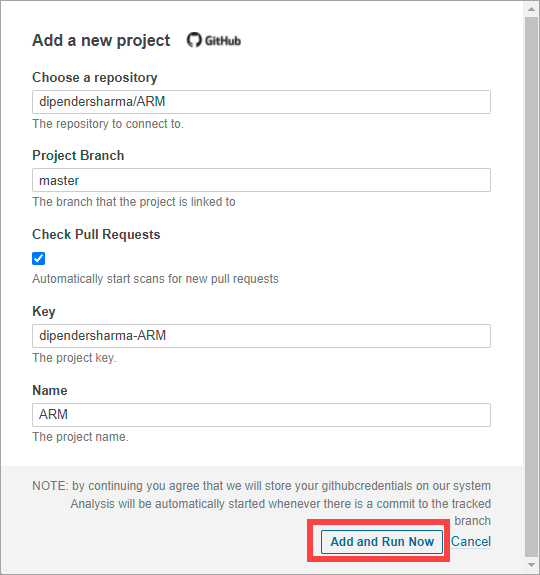 Add a new project GitHub
Choose a repository
dipendersharma/ARM
The repository to connect to.
Project Branch
master
The branch that the project is linked to
Check Pull Requests
Automatically start scans for new pull requests
Key
dipendersharma-ARM
The project key.
Name
ARM
The project name.
NOTE: by continuing you agree that we will store your githubcredentials on our system
Analysis will be automatically started whenever there is a commit to the tracked
branch
Add and Run Now Cancel